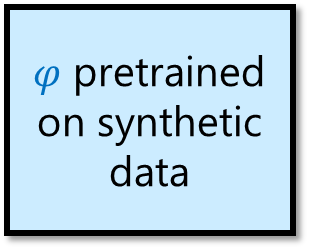 φ pretrained
on synthetic
data